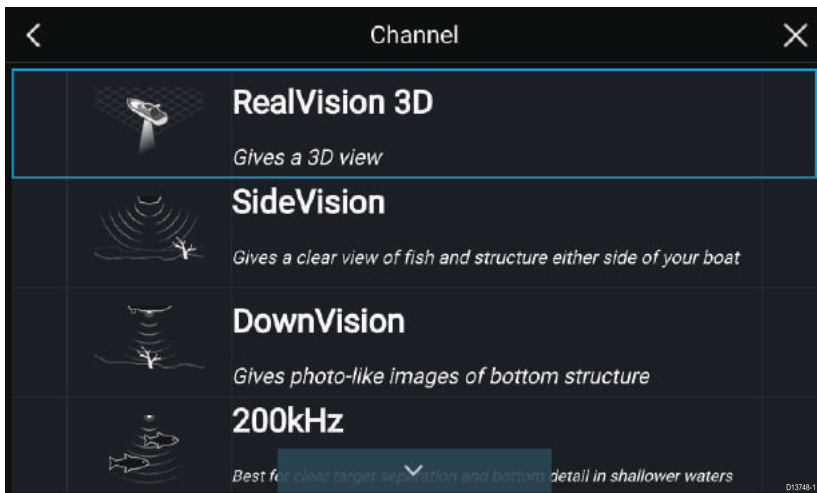 Channel
RealVision 3D
Gives a 3D view
SideVision
Gives a clear view of fish and structure either side of your boat
DownVision
Gives photo-like images of bottom structure
200kHz
Best for clear target separation and bottom detail in shallower waters
D13748-1